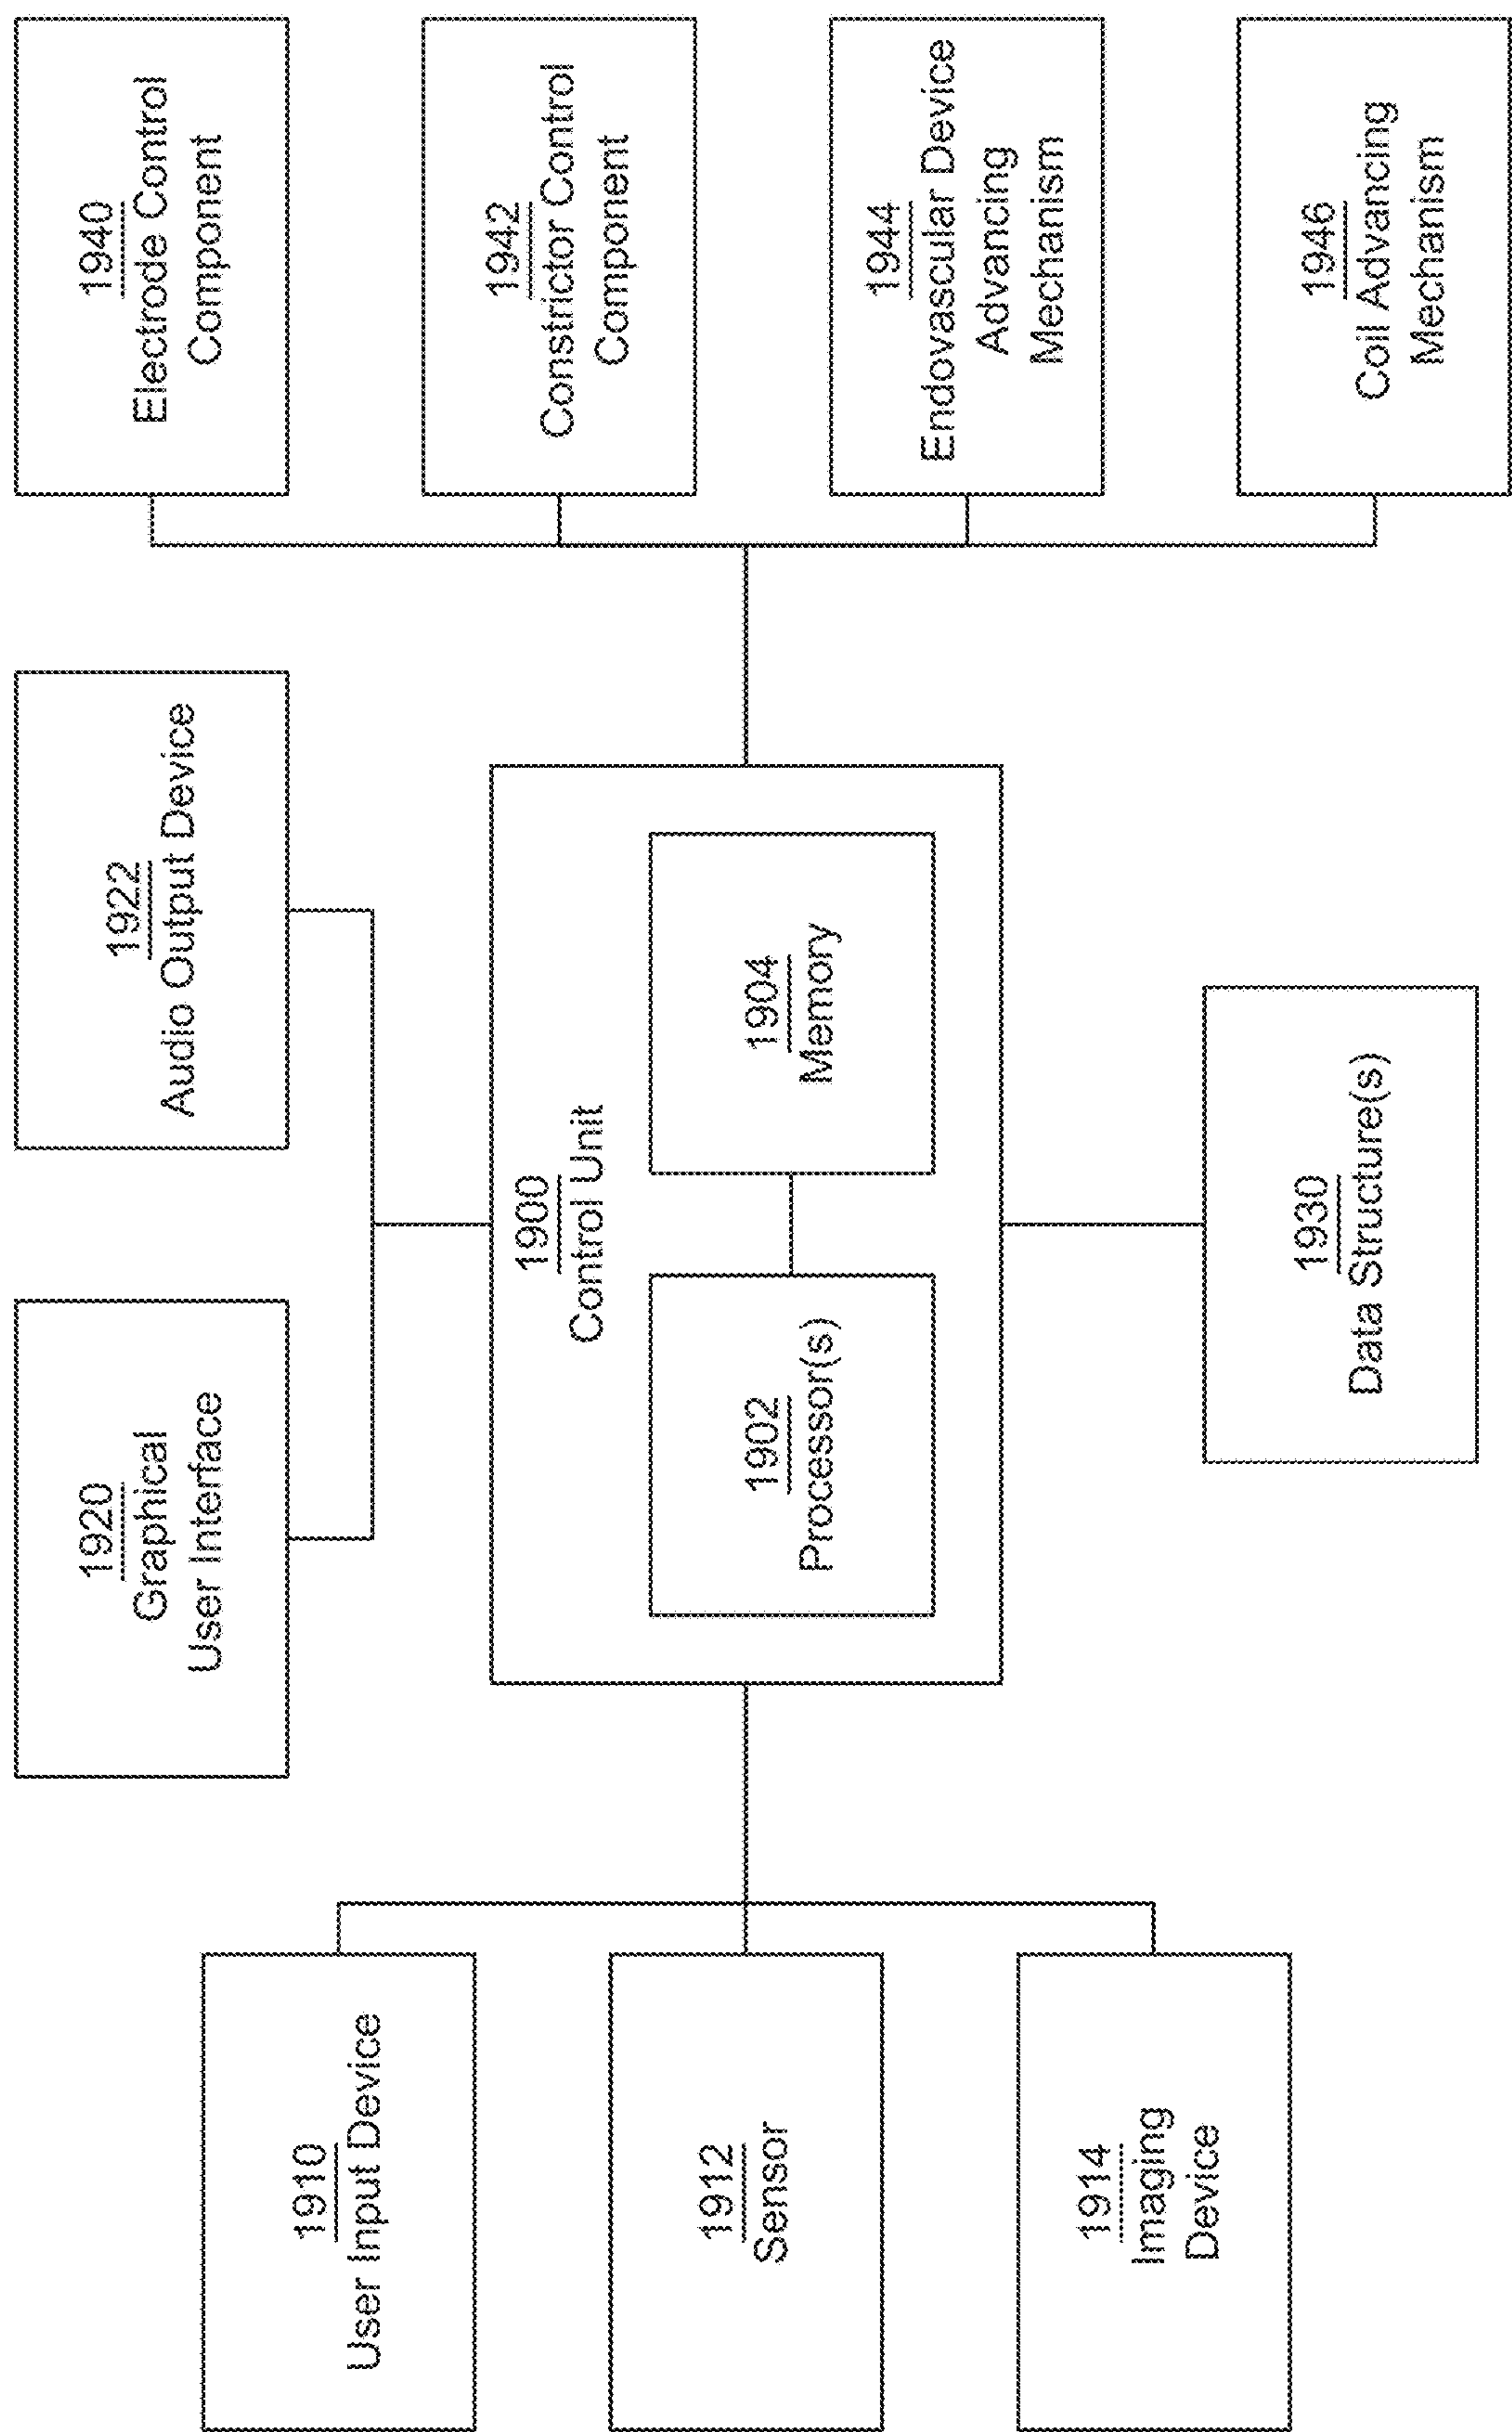 1920
Graphical
User Interface
1922
Audio Output Device
1910
User Input Device
1912
Sensor
1914
Imaging
Device
1900
Control Unit
1902
Processor(s)
1904
Memory
1930
Data Structure(s)
1940
Electrode Control
Component
1942
Constrictor Control
Component
1944
Endovascular Device
Advancing
Mechanism
1946
Coil Advancing
Mechanism